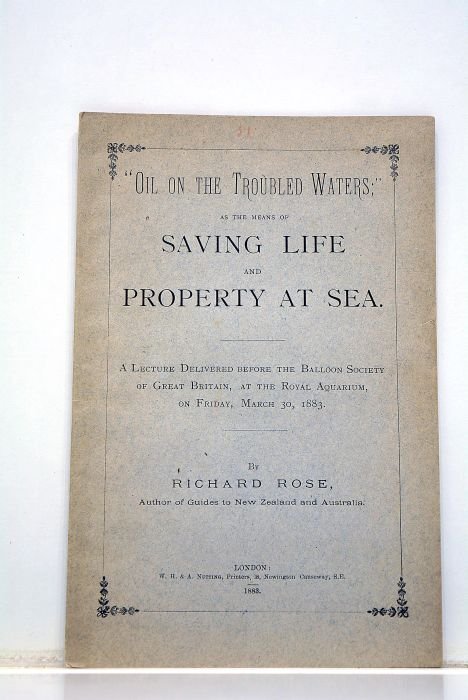 "OIL ON THE TROUBLED WATERS;"
AS THE MEANS OF
SAVING LIFE
AND
PROPERTY AT SEA.
A LECTURE DELIVERED BEFORE THE BALLOON SOCIETY
OF GREAT BRITAIN, AT THE ROYAL AQUARIUM,
ON FRIDAY, MARCH 30, 1883.
BY
RICHARD ROSE,
Author of Guides to New Zealand and Australia.
LONDON:
W. H. & A. NUTTING, Printers, Newington Causeway, S.E.
1883.